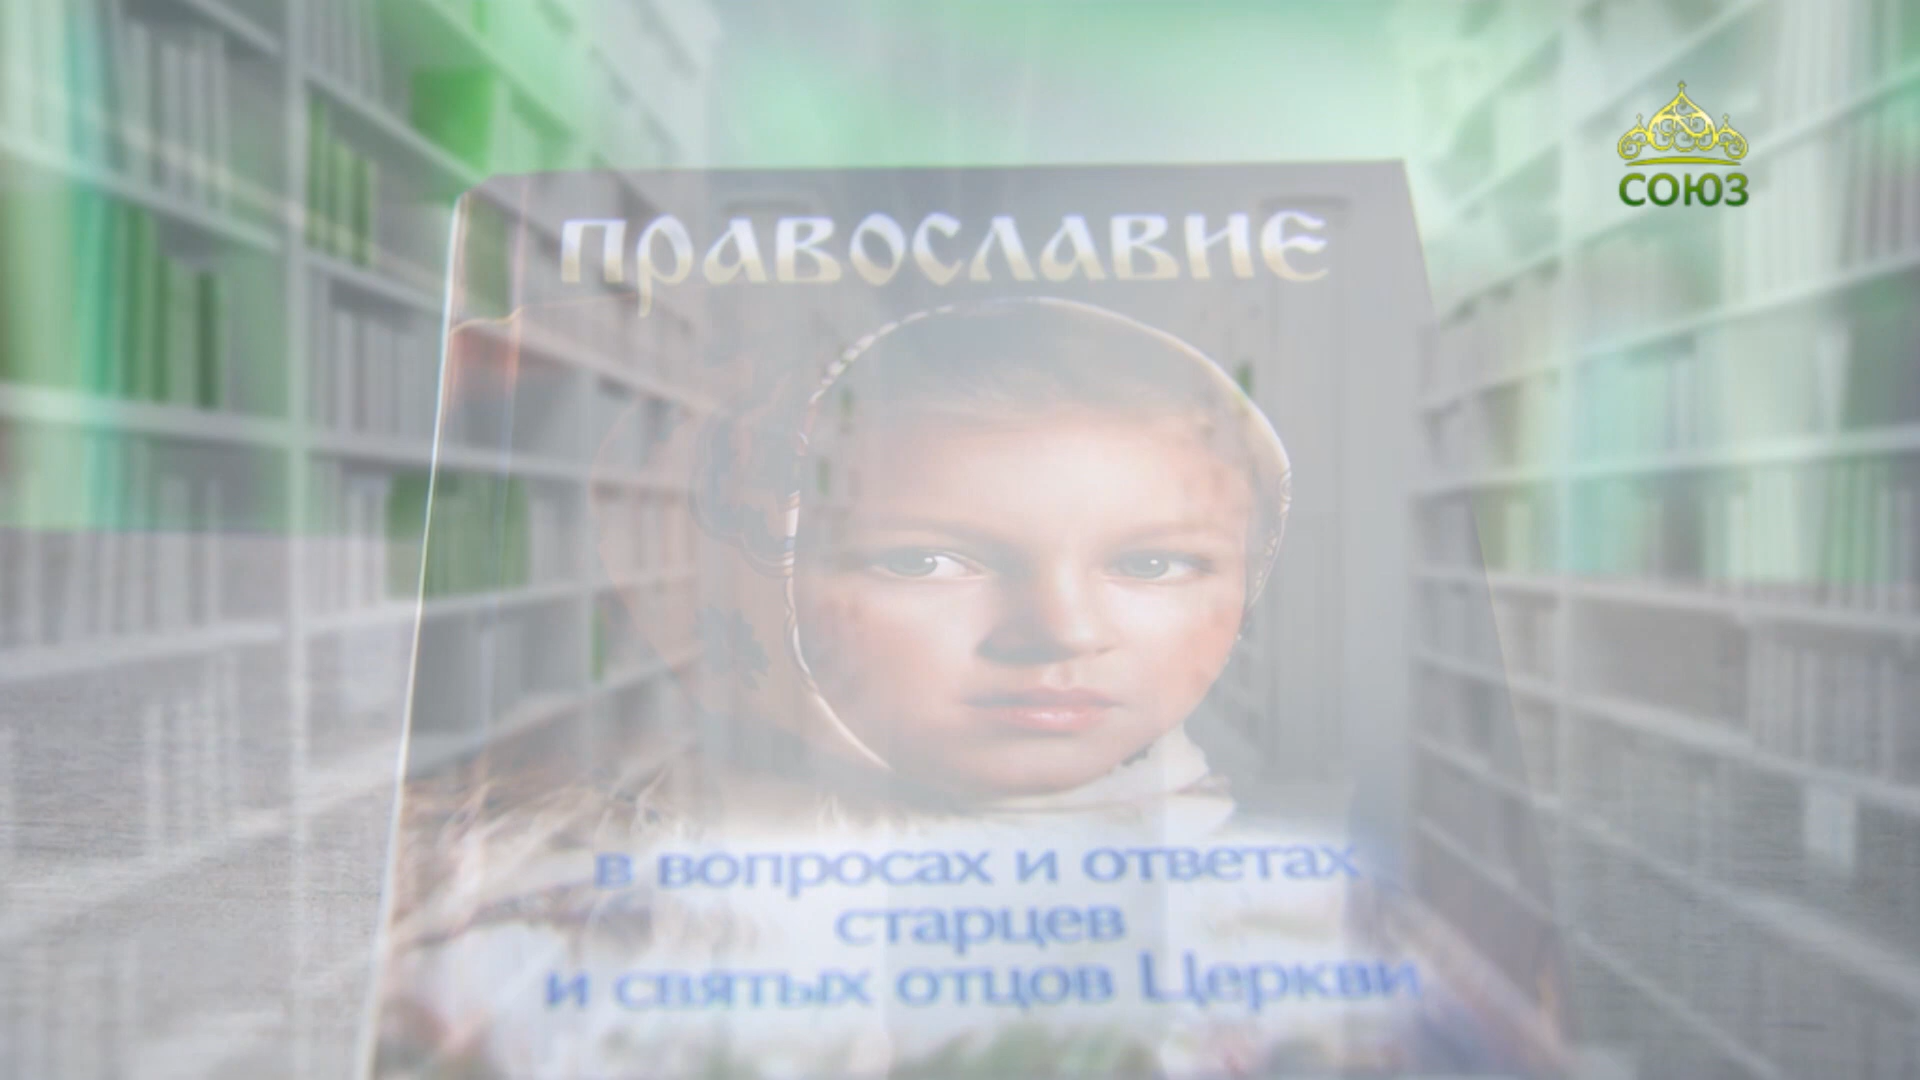 СОЮЗ
ПРАВОСЛАВИЕ
в вопросах и ответах
старцев
и святых отцов Церкви